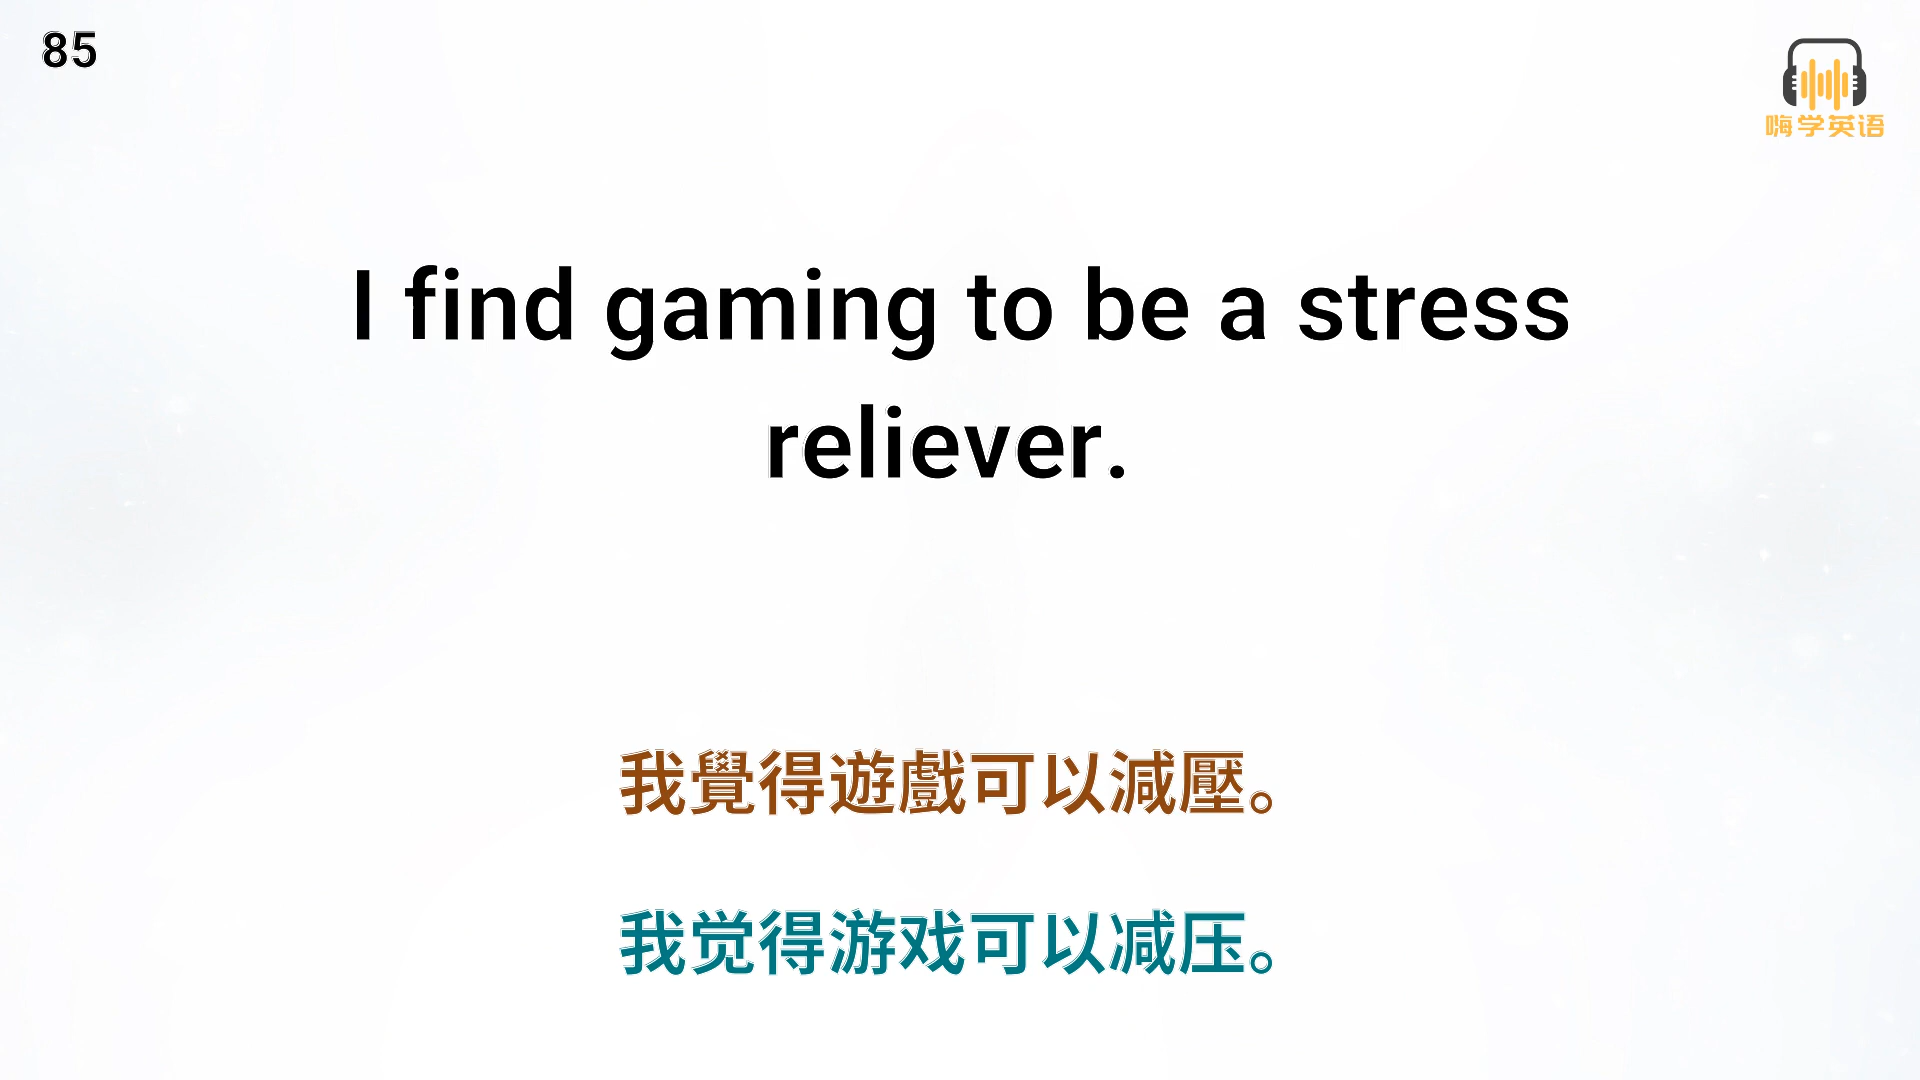 85
嗨学英语
I find gaming to be a stress
reliever.
我覺得遊戲可以減壓。
我觉得游戏可以减压。